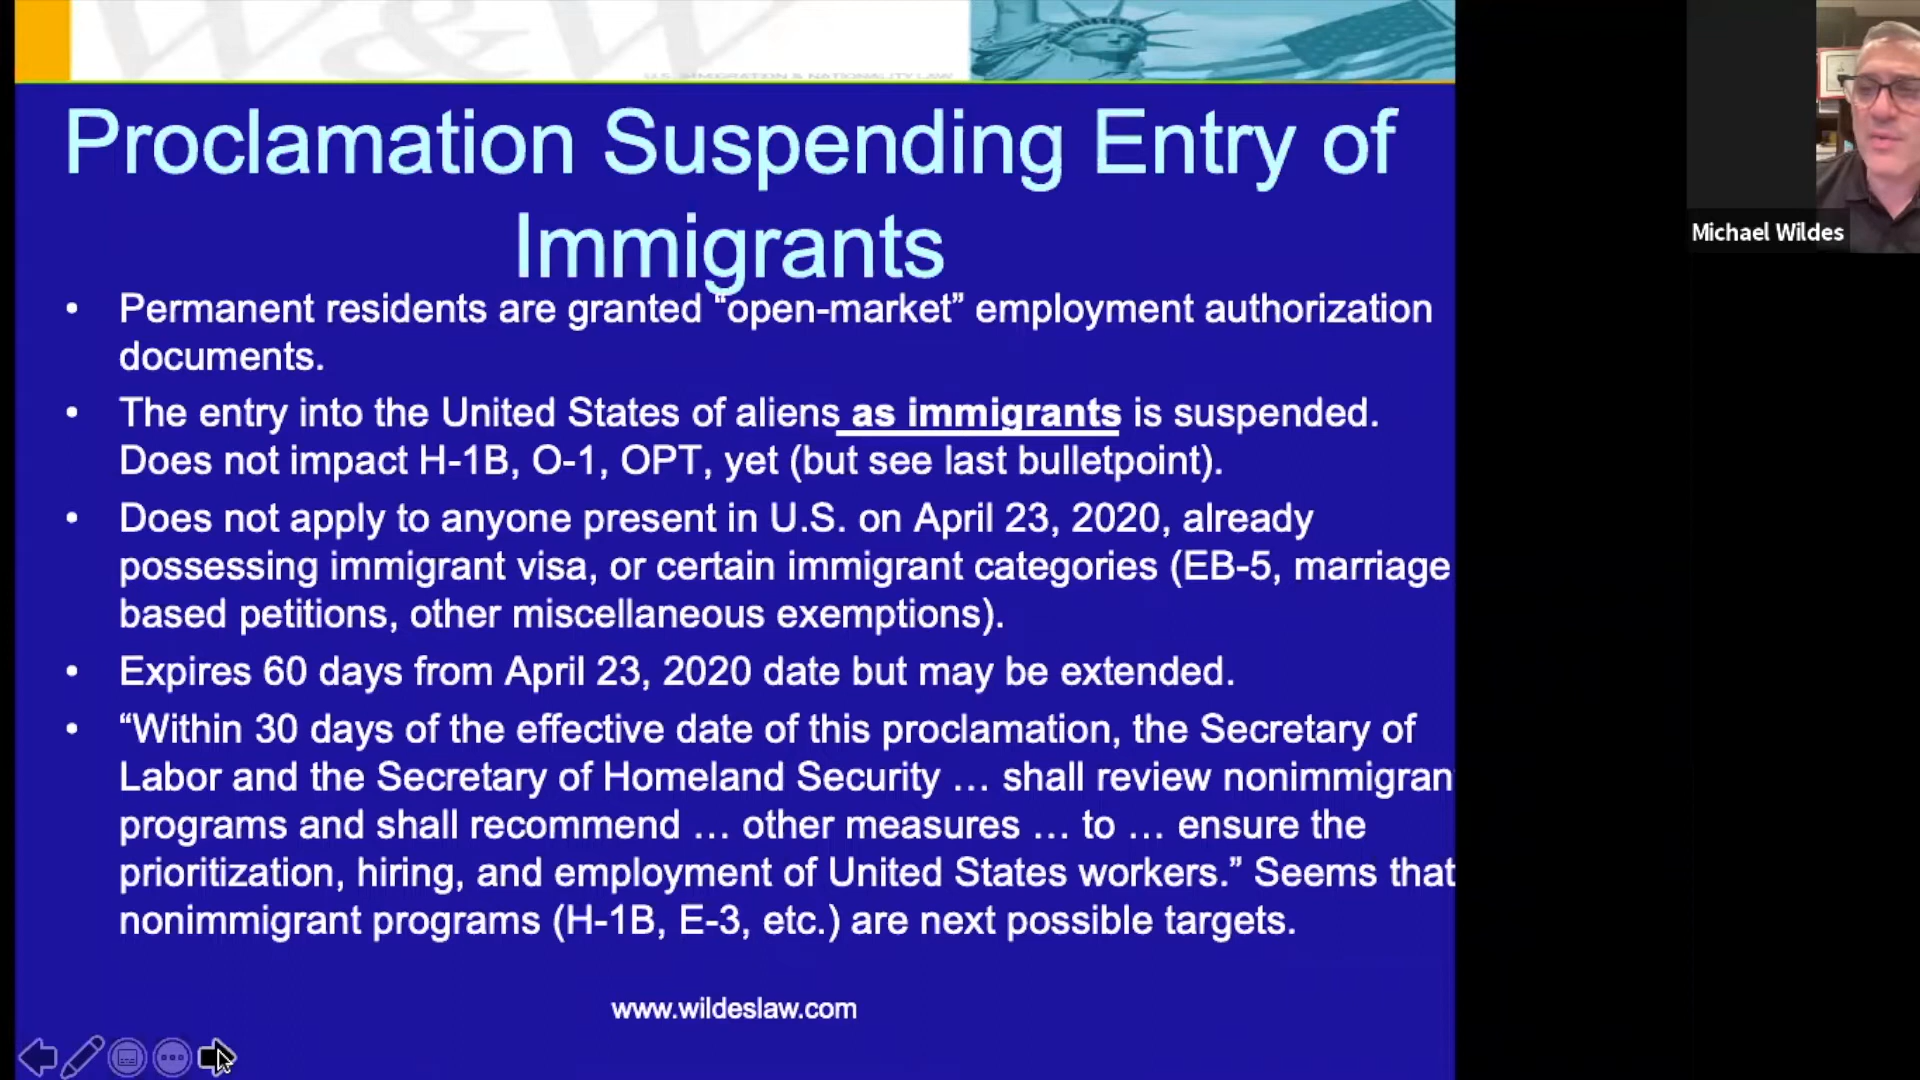 W&W
U.S. IMMIGRATION & NATIONALITY LAW
Proclamation Suspending Entry of
Immigrants
• Permanent residents are granted “open-market” employment authorization
documents.
• The entry into the United States of aliens as immigrants is suspended.
Does not impact H-1B, O-1, OPT, yet (but see last bulletpoint).
• Does not apply to anyone present in U.S. on April 23, 2020, already
possessing immigrant visa, or certain immigrant categories (EB-5, marriage
based petitions, other miscellaneous exemptions).
• Expires 60 days from April 23, 2020 date but may be extended.
• “Within 30 days of the effective date of this proclamation, the Secretary of
Labor and the Secretary of Homeland Security … shall review nonimmigran
programs and shall recommend … other measures … to … ensure the
prioritization, hiring, and employment of United States workers.” Seems that
nonimmigrant programs (H-1B, E-3, etc.) are next possible targets.
www.wildeslaw.com
Michael Wildes